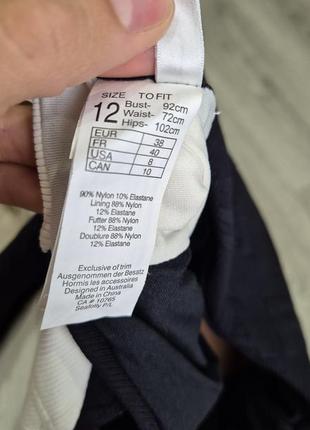 SIZE TO FIT
12 Bust- 92cm
Waist- 72cm
Hips- 102cm
EUR 38
FR 40
USA 8
CAN 10
90% Nylon 10% Elastane
Lining 88% Nylon
12% Elastane
Futter 88% Nylon
12% Elastane
Doublure 88% Nylon
12% Elastane
Exclusive of trim
Ausgenommen der Besatz
Hormis les accessoires
Designed in Australia
Made in China
CA # 10765
Seafolly P/L